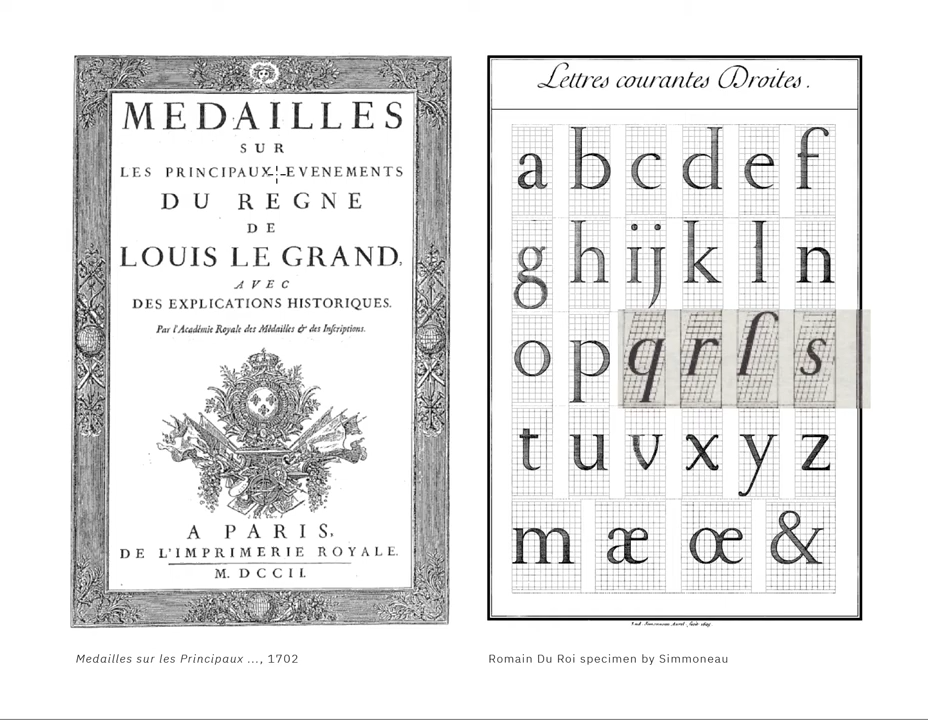 MEDAILLES
SUR
LES PRINCIPAUX EVENEMENTS
DU REGNE
DE
LOUIS LE GRAND,
AVEC
DES EXPLICATIONS HISTORIQUES.
Par l'Académie Royale des Médailles & des Inſcriptions.
A PARIS,
DE L'IMPRIMERIE ROYALE.
M. DCCII.
Medailles sur les Principaux ..., 1702
Lettres courantes Droites.
a b c d e f
g h i j k l n
o p q r ſ s
t u v x y z
m æ œ &
Romain Du Roi specimen by Simmoneau